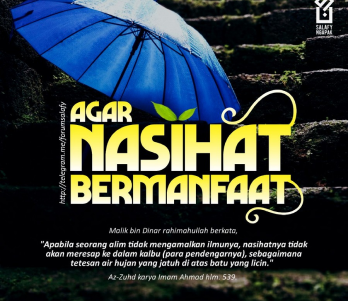 SALAFY
NGAPAK
AGAR
NASIHAT
BERMANFAAT
http://telegram.me/forumsalafy
Malik bin Dinar rahimahullah berkata,
"Apabila seorang alim tidak mengamalkan ilmunya, nasihatnya tidak
akan meresap ke dalam kalbu (para pendengarnya), sebagaimana
tetesan air hujan yang jatuh di atas batu yang licin."
Az-Zuhd karya Imam Ahmad hlm: 539.